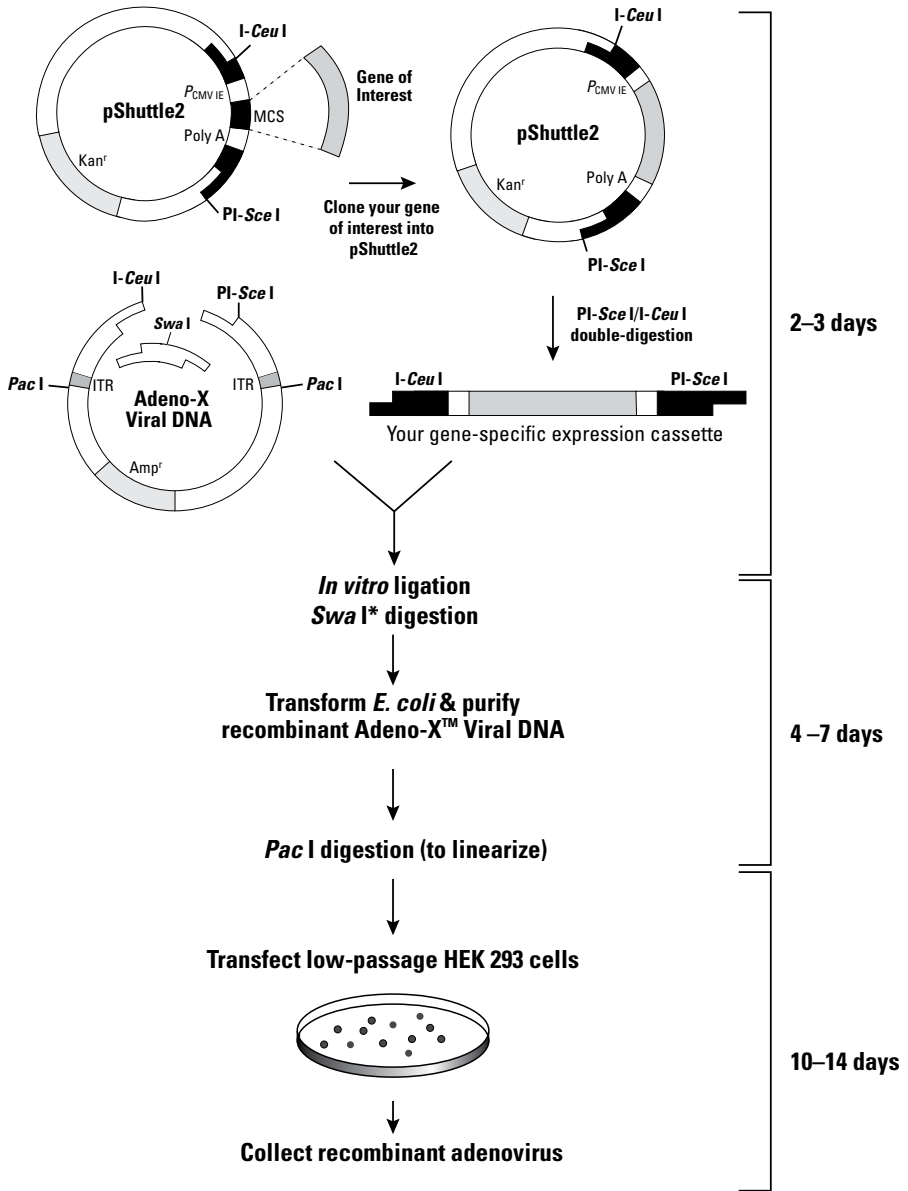 I-Ceu I
PCMV IE
pShuttle2
MCS
Poly A
Kanʳ
PI-Sce I
Gene of
Interest
Clone your gene
of interest into
pShuttle2
I-Ceu I
PCMV IE
pShuttle2
Poly A
Kanʳ
PI-Sce I
PI-Sce I/I-Ceu I
double-digestion
2–3 days
I-Ceu I
PI-Sce I
Swa I
Pac I
ITR
ITR
Pac I
Adeno-X
Viral DNA
Ampʳ
I-Ceu I
PI-Sce I
Your gene-specific expression cassette
In vitro ligation
Swa I* digestion
Transform E. coli & purify
recombinant Adeno-X™ Viral DNA
4 –7 days
Pac I digestion (to linearize)
Transfect low-passage HEK 293 cells
10–14 days
Collect recombinant adenovirus